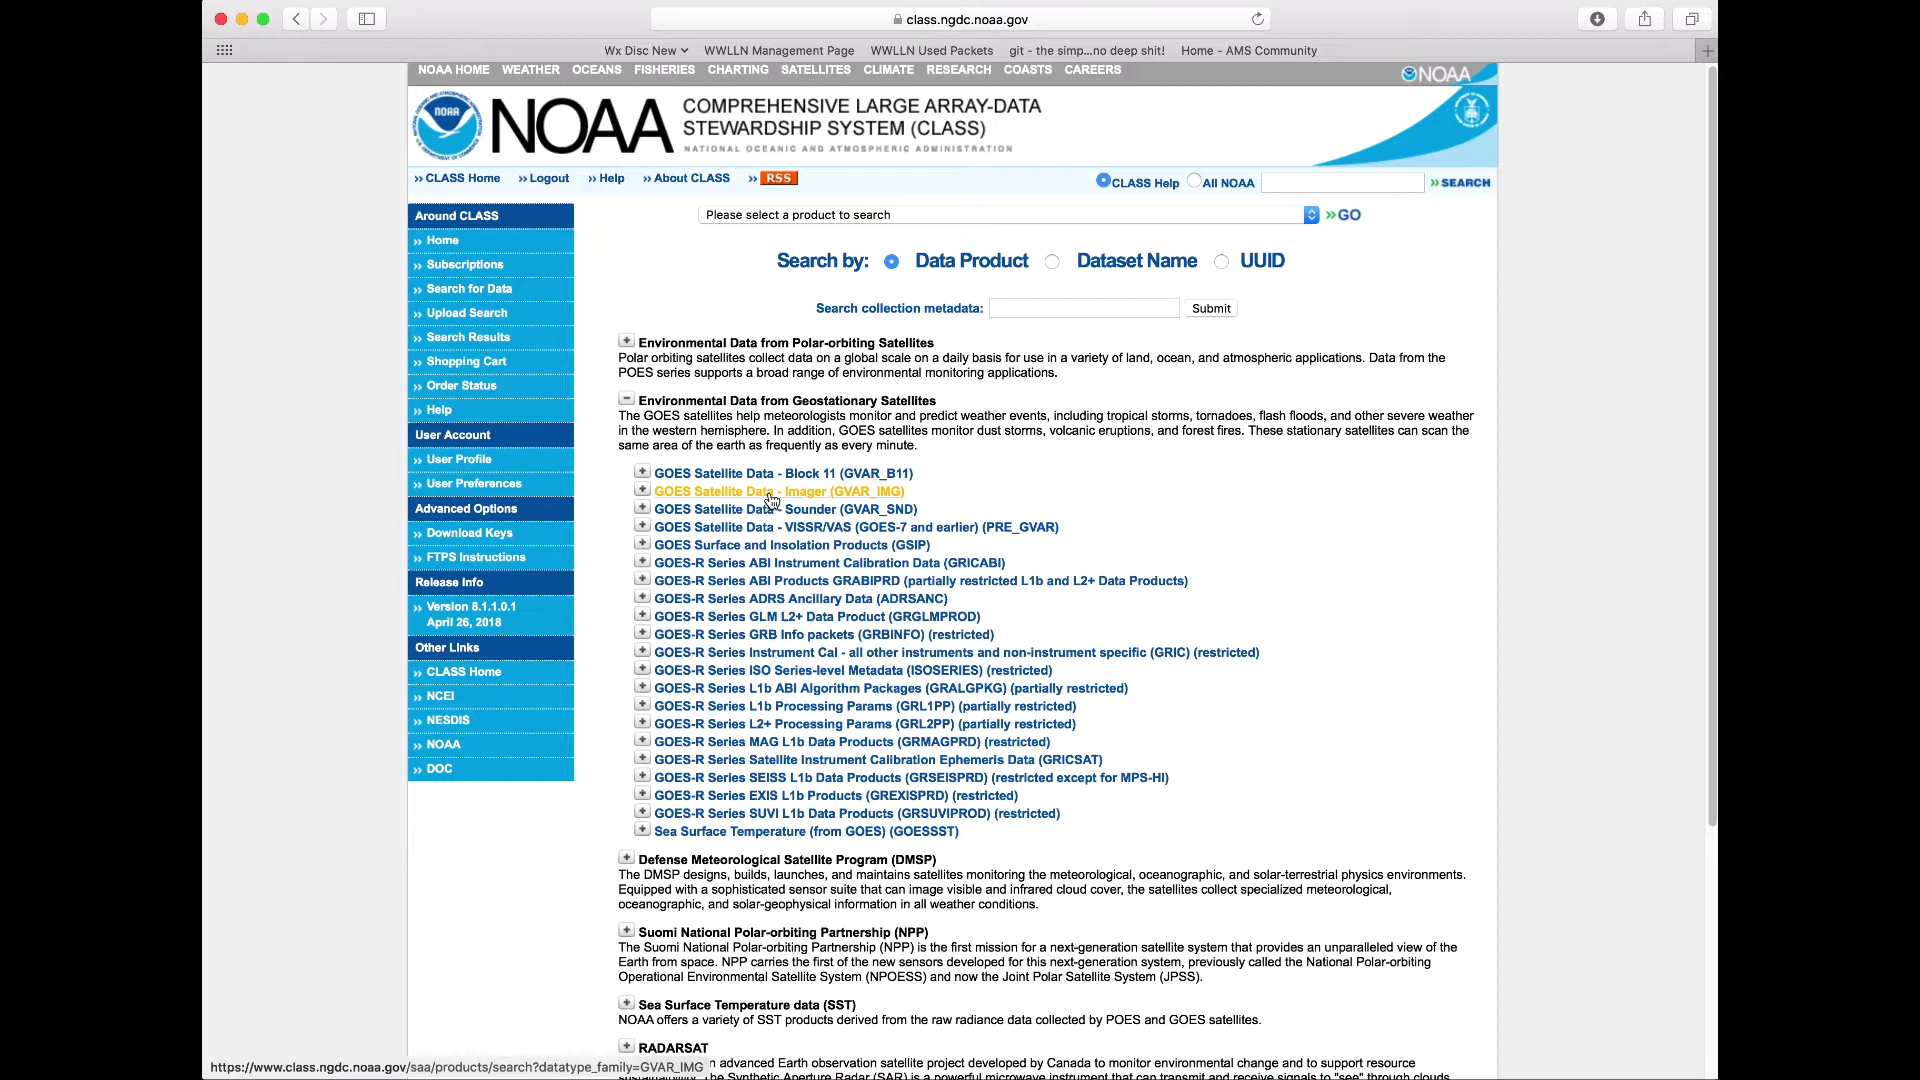 class.ngdc.noaa.gov
Wx Disc New WWLLN Management Page WWLLN Used Packets git - the simp...no deep shit! Home - AMS Community
NOAA HOME WEATHER OCEANS FISHERIES CHARTING SATELLITES CLIMATE RESEARCH COASTS CAREERS
NOAA
NOAA
NOAA
COMPREHENSIVE LARGE ARRAY-DATA
STEWARDSHIP SYSTEM (CLASS)
NATIONAL OCEANIC AND ATMOSPHERIC ADMINISTRATION
›› CLASS Home ›› Logout ›› Help ›› About CLASS ›› RSS
CLASS Help All NOAA ›› SEARCH
Please select a product to search ›› GO
Search by: Data Product Dataset Name UUID
Search collection metadata: Submit
Around CLASS
›› Home
›› Subscriptions
›› Search for Data
›› Upload Search
›› Search Results
›› Shopping Cart
›› Order Status
›› Help
User Account
›› User Profile
›› User Preferences
Advanced Options
›› Download Keys
›› FTPS Instructions
Release Info
›› Version 8.1.1.0.1
April 26, 2018
Other Links
›› CLASS Home
›› NCEI
›› NESDIS
›› NOAA
›› DOC
+ Environmental Data from Polar-orbiting Satellites
Polar orbiting satellites collect data on a global scale on a daily basis for use in a variety of land, ocean, and atmospheric applications. Data from the
POES series supports a broad range of environmental monitoring applications.
- Environmental Data from Geostationary Satellites
The GOES satellites help meteorologists monitor and predict weather events, including tropical storms, tornadoes, flash floods, and other severe weather
in the western hemisphere. In addition, GOES satellites monitor dust storms, volcanic eruptions, and forest fires. These stationary satellites can scan the
same area of the earth as frequently as every minute.
+ GOES Satellite Data - Block 11 (GVAR_B11)
+ GOES Satellite Data - Imager (GVAR_IMG)
+ GOES Satellite Data - Sounder (GVAR_SND)
+ GOES Satellite Data - VISSR/VAS (GOES-7 and earlier) (PRE_GVAR)
+ GOES Surface and Insolation Products (GSIP)
+ GOES-R Series ABI Instrument Calibration Data (GRICABI)
+ GOES-R Series ABI Products GRABIPRD (partially restricted L1b and L2+ Data Products)
+ GOES-R Series ADRS Ancillary Data (ADRSANC)
+ GOES-R Series GLM L2+ Data Product (GRGLMPROD)
+ GOES-R Series GRB Info packets (GRBINFO) (restricted)
+ GOES-R Series Instrument Cal - all other instruments and non-instrument specific (GRIC) (restricted)
+ GOES-R Series ISO Series-level Metadata (ISOSERIES) (restricted)
+ GOES-R Series L1b ABI Algorithm Packages (GRALGPKG) (partially restricted)
+ GOES-R Series L1b Processing Params (GRL1PP) (partially restricted)
+ GOES-R Series L2+ Processing Params (GRL2PP) (partially restricted)
+ GOES-R Series MAG L1b Data Products (GRMAGPRD) (restricted)
+ GOES-R Series Satellite Instrument Calibration Ephemeris Data (GRICSAT)
+ GOES-R Series SEISS L1b Data Products (GRSEISPRD) (restricted except for MPS-HI)
+ GOES-R Series EXIS L1b Products (GREXISPRD) (restricted)
+ GOES-R Series SUVI L1b Data Products (GRSUVIPROD) (restricted)
+ Sea Surface Temperature (from GOES) (GOESSST)
+ Defense Meteorological Satellite Program (DMSP)
The DMSP designs, builds, launches, and maintains satellites monitoring the meteorological, oceanographic, and solar-terrestrial physics environments.
Equipped with a sophisticated sensor suite that can image visible and infrared cloud cover, the satellites collect specialized meteorological,
oceanographic, and solar-geophysical information in all weather conditions.
+ Suomi National Polar-orbiting Partnership (NPP)
The Suomi National Polar-orbiting Partnership (NPP) is the first mission for a next-generation satellite system that provides an unparalleled view of the
Earth from space. NPP carries the first of the new sensors developed for this next-generation system, previously called the National Polar-orbiting
Operational Environmental Satellite System (NPOESS) and now the Joint Polar Satellite System (JPSS).
+ Sea Surface Temperature data (SST)
NOAA offers a variety of SST products derived from the raw radiance data collected by POES and GOES satellites.
+ RADARSAT
advanced Earth observation satellite project developed by Canada to monitor environmental change and to support resource
The Synthetic Aperture Radar (SAR) is a powerful microwave instrument that can transmit and receive signals to "see" through clouds
https://www.class.ngdc.noaa.gov/saa/products/search?datatype_family=GVAR_IMG